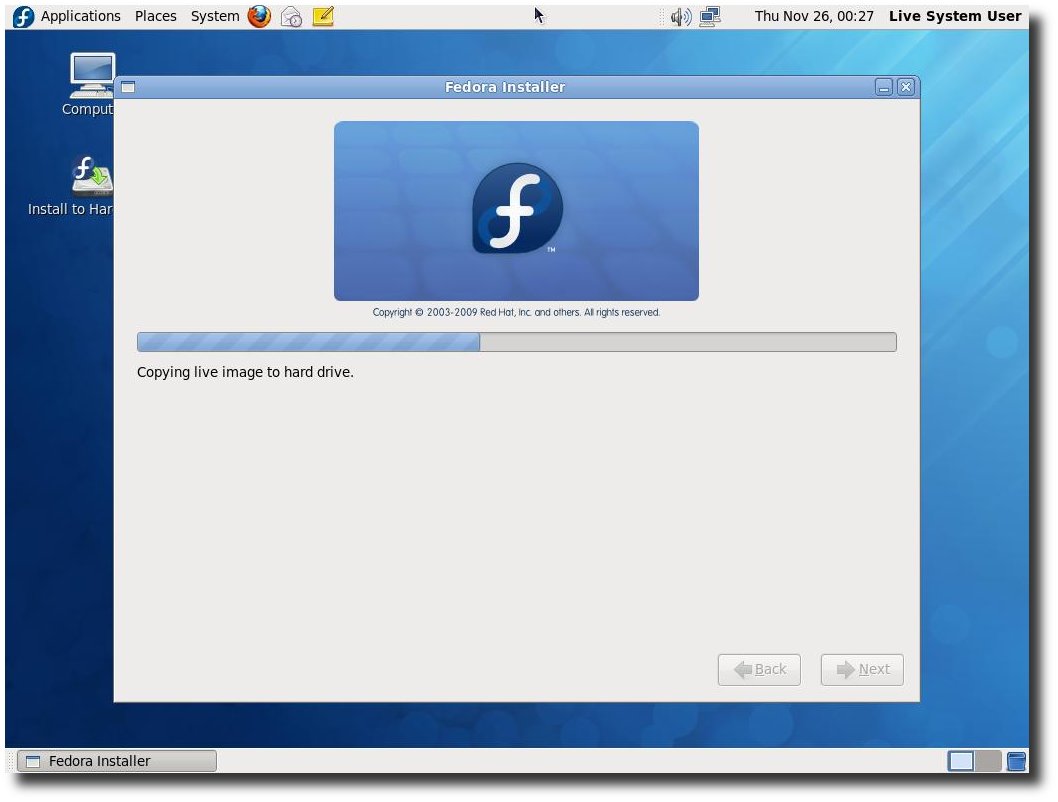 Applications Places System Thu Nov 26, 00:27 Live System User
Comput
Install to Har
Fedora Installer
TM
Copyright © 2003-2009 Red Hat, Inc. and others. All rights reserved.
Copying live image to hard drive.
Back Next
Fedora Installer